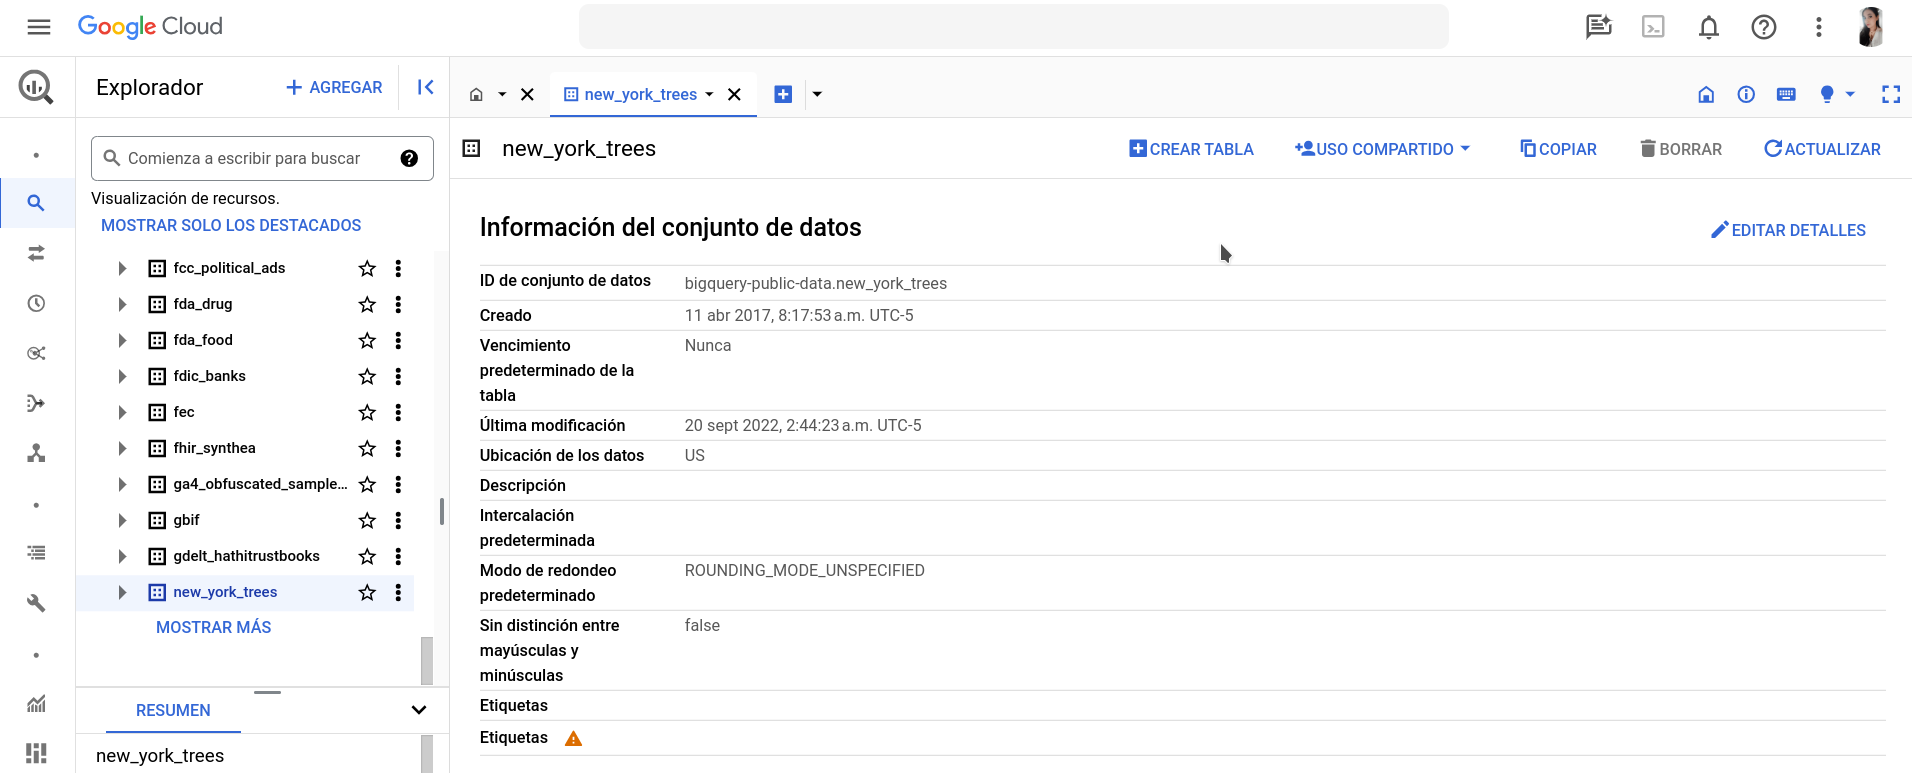 Google Cloud
Explorador
AGREGAR
new_york_trees
Comienza a escribir para buscar
Visualización de recursos.
MOSTRAR SOLO LOS DESTACADOS
fcc_political_ads
fda_drug
fda_food
fdic_banks
fec
fhir_synthea
ga4_obfuscated_sample...
gbif
gdelt_hathitrustbooks
new_york_trees
MOSTRAR MÁS
RESUMEN
new_york_trees
new_york_trees
CREAR TABLA
USO COMPARTIDO
COPIAR
BORRAR
ACTUALIZAR
Información del conjunto de datos
EDITAR DETALLES
ID de conjunto de datos bigquery-public-data.new_york_trees
Creado 11 abr 2017, 8:17:53 a.m. UTC-5
Vencimiento Nunca
predeterminado de la
tabla
Última modificación 20 sept 2022, 2:44:23 a.m. UTC-5
Ubicación de los datos US
Descripción
Intercalación
predeterminada
Modo de redondeo ROUNDING_MODE_UNSPECIFIED
predeterminado
Sin distinción entre false
mayúsculas y
minúsculas
Etiquetas
Etiquetas